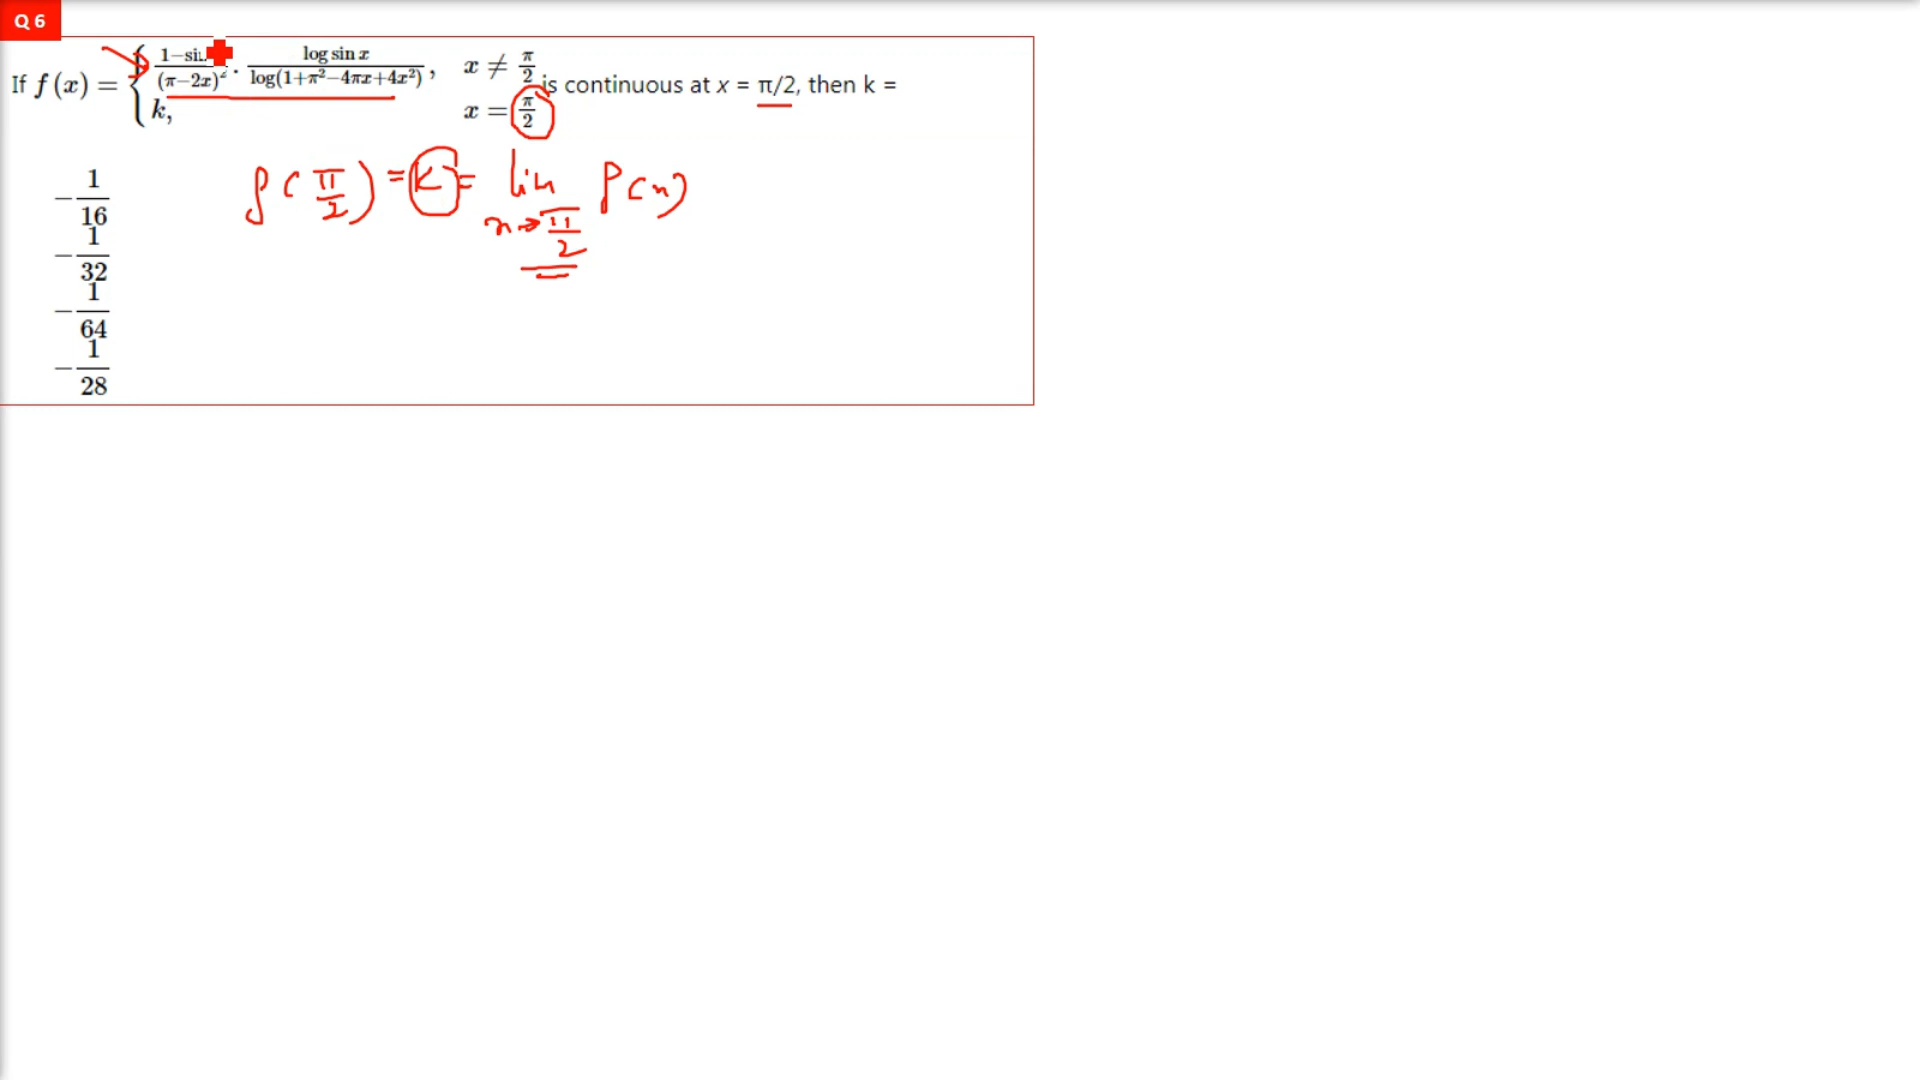 Q 6
If f(x) = { 1−si (π−2x)² · log sin x / log(1+π²−4πx+4x²), x ≠ π/2
k, x = π/2
is continuous at x = π/2, then k =
−1/16
−1/32
−1/64
−1/28
f(π/2) = k = lim x→π/2 f(x)